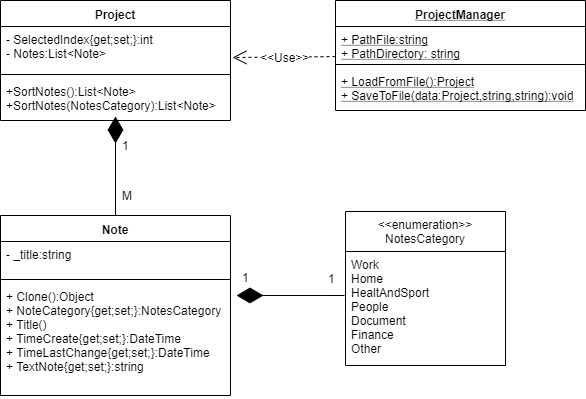 Project
- SelectedIndex{get;set;}:int
- Notes:List<Note>
+SortNotes():List<Note>
+SortNotes(NotesCategory):List<Note>
<<Use>>
ProjectManager
+ PathFile:string
+ PathDirectory: string
+ LoadFromFile():Project
+ SaveToFile(data:Project,string,string):void
1
M
Note
- _title:string
+ Clone():Object
+ NoteCategory{get;set;}:NotesCategory
+ Title()
+ TimeCreate{get;set;}:DateTime
+ TimeLastChange{get;set;}:DateTime
+ TextNote{get;set;}:string
1
1
<<enumeration>>
NotesCategory
Work
Home
HealtAndSport
People
Document
Finance
Other